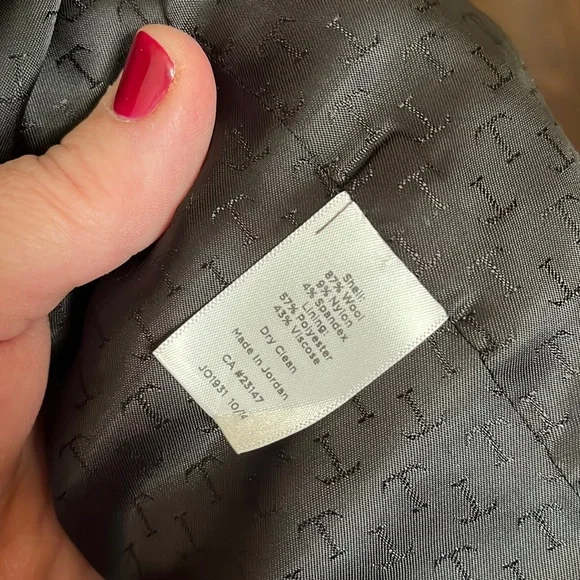 Shell:
87% Wool
9% Nylon
4% Spandex
Lining:
57% Polyester
43% Viscose
Dry Clean
Made in Jordan
CA #23147
JO1931 10/14